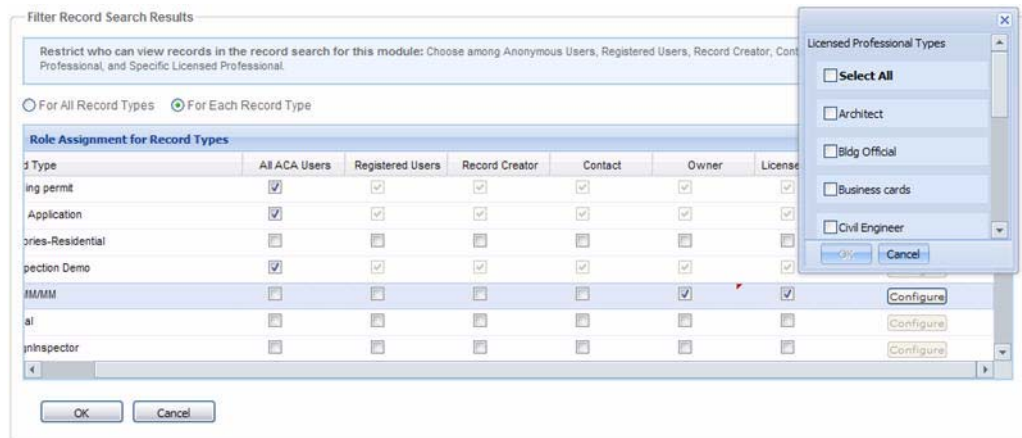 Filter Record Search Results
Restrict who can view records in the record search for this module: Choose among Anonymous Users, Registered Users, Record Creator, Cont
Professional, and Specific Licensed Professional.
For All Record Types For Each Record Type
Role Assignment for Record Types
d Type All ACA Users Registered Users Record Creator Contact Owner License
ing permit
Application
ories-Residential
pection Demo
MM/MM Configure
al Configure
gnInspector Configure
OK Cancel
Licensed Professional Types
Select All
Architect
Bldg Official
Business cards
Civil Engineer
OK Cancel